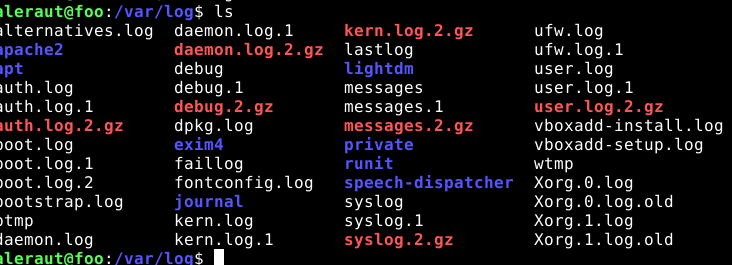 aleraut@foo:/var/log$ ls
alternatives.log daemon.log.1 kern.log.2.gz ufw.log
apache2 daemon.log.2.gz lastlog ufw.log.1
apt debug lightdm user.log
auth.log debug.1 messages user.log.1
auth.log.1 debug.2.gz messages.1 user.log.2.gz
auth.log.2.gz dpkg.log messages.2.gz vboxadd-install.log
boot.log exim4 private vboxadd-setup.log
boot.log.1 faillog runit wtmp
boot.log.2 fontconfig.log speech-dispatcher Xorg.0.log
bootstrap.log journal syslog Xorg.0.log.old
btmp kern.log syslog.1 Xorg.1.log
daemon.log kern.log.1 syslog.2.gz Xorg.1.log.old
aleraut@foo:/var/log$